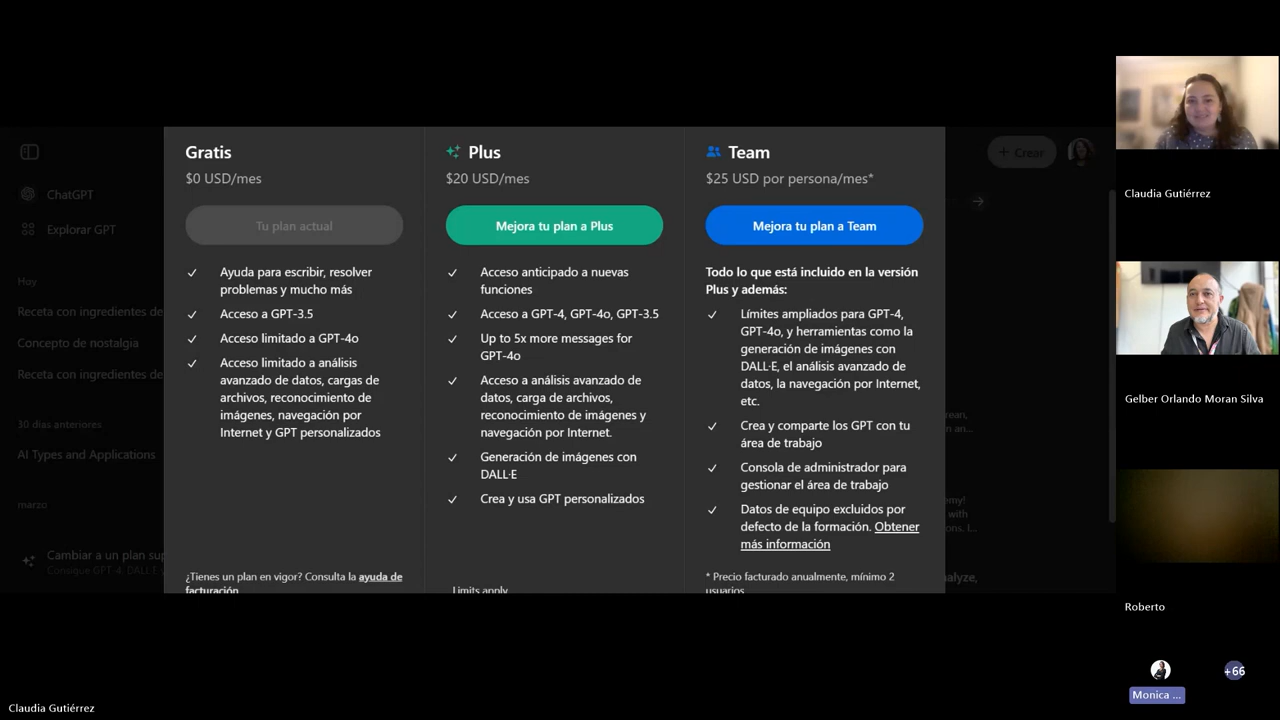 ChatGPT
Explorar GPT
Hoy
Receta con ingredientes de
Concepto de nostalgia
Receta con ingredientes de
30 días anteriores
AI Types and Applications
marzo
Cambiar a un plan sup
Consigue GPT-4, DALL·E y
Gratis
$0 USD/mes
Tu plan actual
Ayuda para escribir, resolver
problemas y mucho más
Acceso a GPT-3.5
Acceso limitado a GPT-4o
Acceso limitado a análisis
avanzado de datos, cargas de
archivos, reconocimiento de
imágenes, navegación por
Internet y GPT personalizados
¿Tienes un plan en vigor? Consulta la ayuda de
facturación
Plus
$20 USD/mes
Mejora tu plan a Plus
Acceso anticipado a nuevas
funciones
Acceso a GPT-4, GPT-4o, GPT-3.5
Up to 5x more messages for
GPT-4o
Acceso a análisis avanzado de
datos, carga de archivos,
reconocimiento de imágenes y
navegación por Internet.
Generación de imágenes con
DALL·E
Crea y usa GPT personalizados
Limits apply
Team
$25 USD por persona/mes*
Mejora tu plan a Team
Todo lo que está incluido en la versión
Plus y además:
Límites ampliados para GPT-4,
GPT-4o, y herramientas como la
generación de imágenes con
DALL·E, el análisis avanzado de
datos, la navegación por Internet,
etc.
Crea y comparte los GPT con tu
área de trabajo
Consola de administrador para
gestionar el área de trabajo
Datos de equipo excluidos por
defecto de la formación. Obtener
más información
* Precio facturado anualmente, mínimo 2
usuarios
+ Crear
Claudia Gutiérrez
Gelber Orlando Moran Silva
Roberto
Monica ...
+66
Claudia Gutiérrez